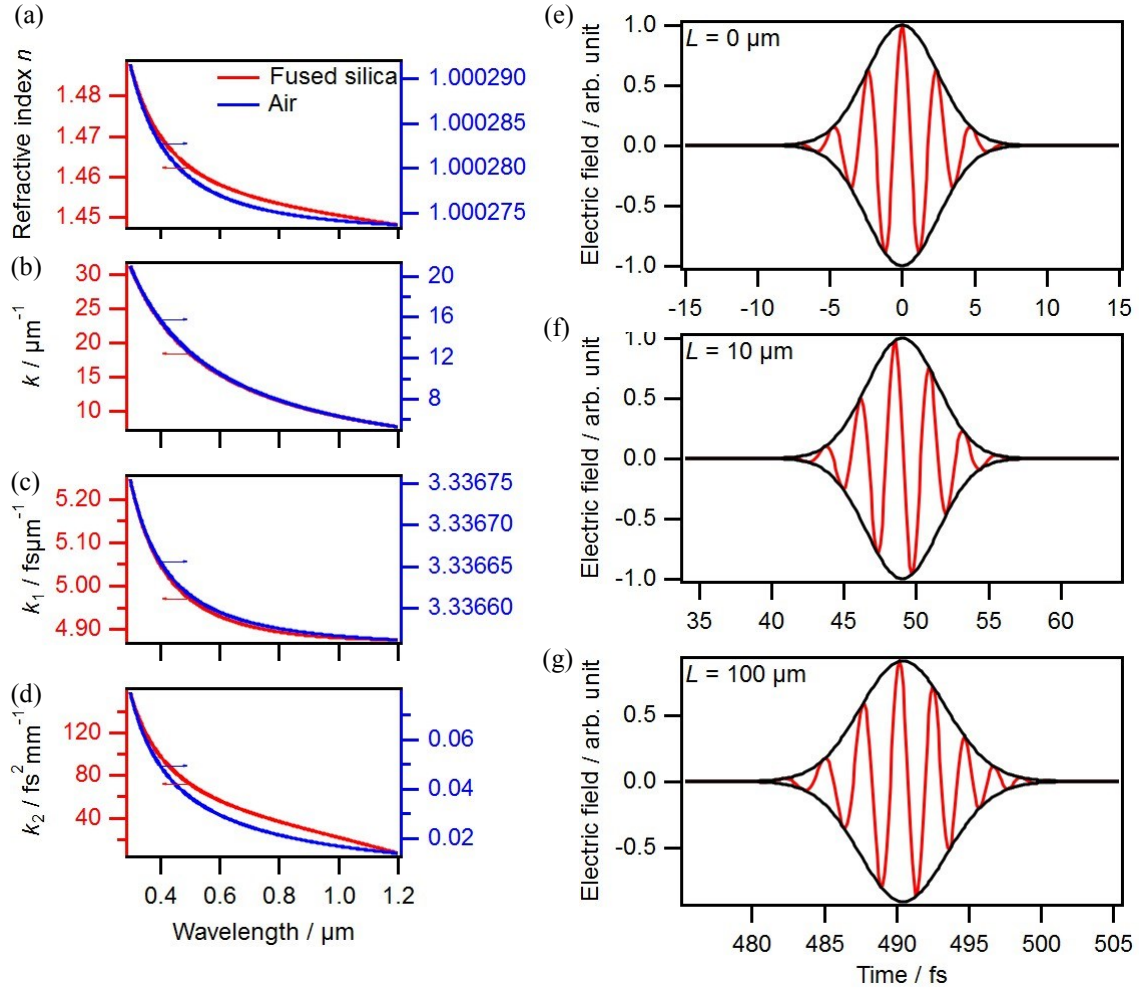 (a)
Refractive index n
1.48
1.47
1.46
1.45
Fused silica
Air
1.000290
1.000285
1.000280
1.000275
(b)
k / µm⁻¹
30
25
20
15
10
20
16
12
8
(c)
k₁ / fsµm⁻¹
5.20
5.10
5.00
4.90
3.33675
3.33670
3.33665
3.33660
(d)
k₂ / fs² mm⁻¹
120
80
40
0.06
0.04
0.02
0.4 0.6 0.8 1.0 1.2
Wavelength / µm
(e)
Electric field / arb. unit
L = 0 µm
1.0
0.5
0.0
-0.5
-1.0
-15 -10 -5 0 5 10 15
(f)
Electric field / arb. unit
L = 10 µm
1.0
0.5
0.0
-0.5
-1.0
35 40 45 50 55 60
(g)
Electric field / arb. unit
L = 100 µm
0.5
0.0
-0.5
480 485 490 495 500 505
Time / fs